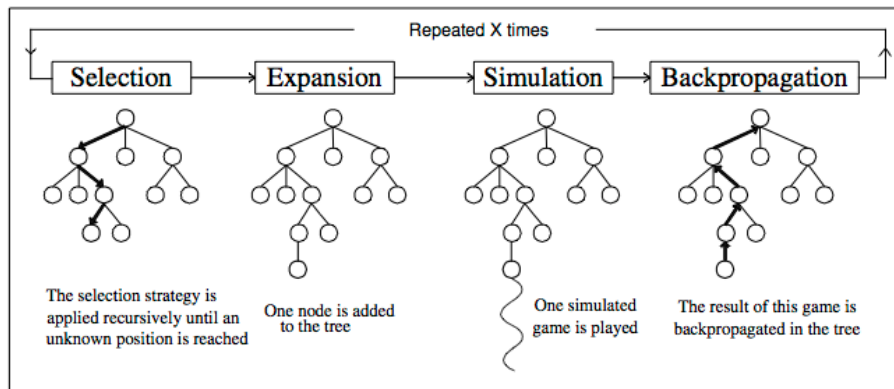 Repeated X times
Selection
Expansion
Simulation
Backpropagation
The selection strategy is
applied recursively until an
unknown position is reached
One node is added
to the tree
One simulated
game is played
The result of this game is
backpropagated in the tree